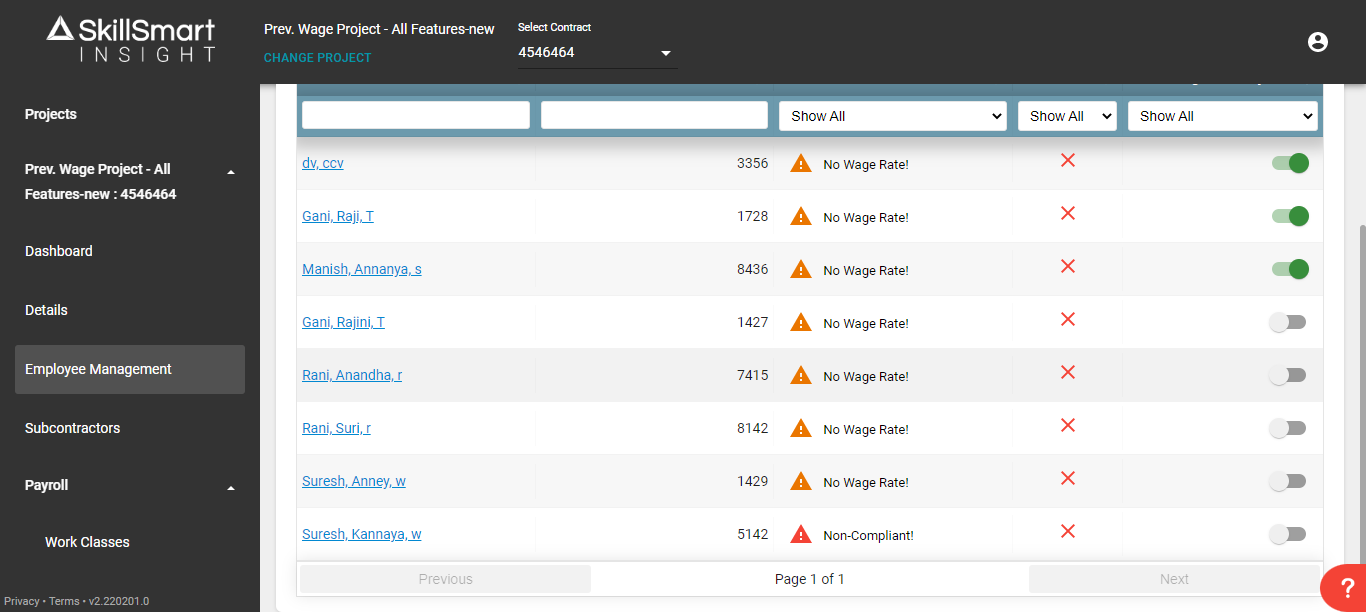 SkillSmart
INSIGHT
Prev. Wage Project - All Features-new
CHANGE PROJECT
Select Contract
4546464
Projects
Prev. Wage Project - All
Features-new : 4546464
Dashboard
Details
Employee Management
Subcontractors
Payroll
Work Classes
Privacy • Terms • v2.220201.0
Show All Show All Show All
dv, ccv 3356 No Wage Rate!
Gani, Raji, T 1728 No Wage Rate!
Manish, Annanya, s 8436 No Wage Rate!
Gani, Rajini, T 1427 No Wage Rate!
Rani, Anandha, r 7415 No Wage Rate!
Rani, Suri, r 8142 No Wage Rate!
Suresh, Anney, w 1429 No Wage Rate!
Suresh, Kannaya, w 5142 Non-Compliant!
Previous Page 1 of 1 Next
?